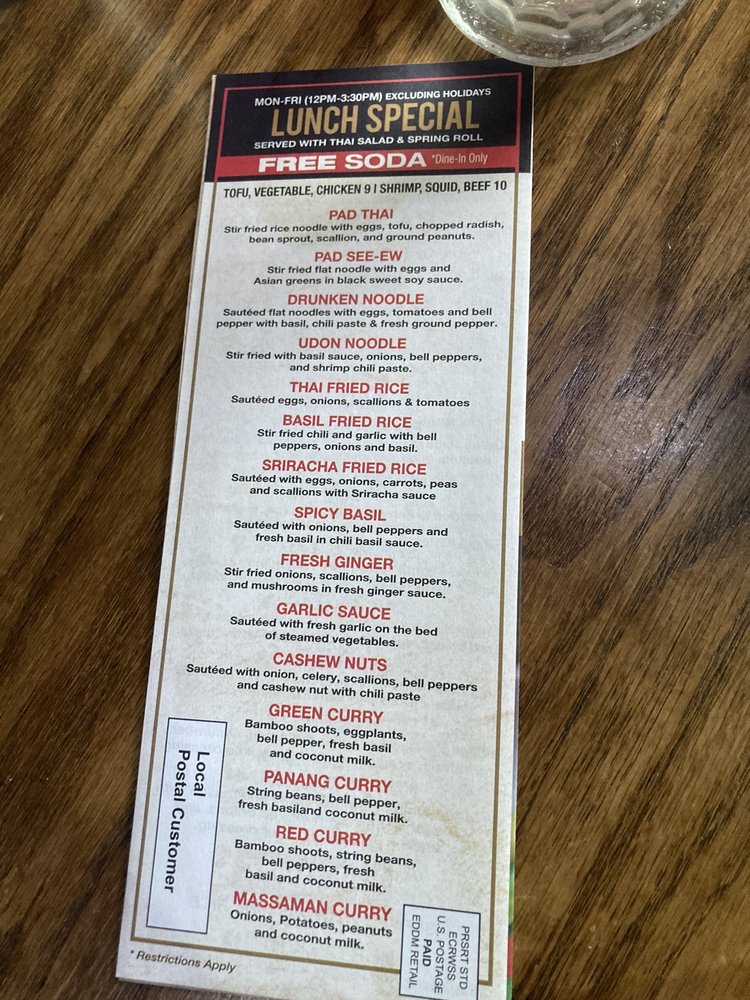 MON-FRI (12PM-3:30PM) EXCLUDING HOLIDAYS
LUNCH SPECIAL
SERVED WITH THAI SALAD & SPRING ROLL
FREE SODA *Dine-In Only
TOFU, VEGETABLE, CHICKEN 9 I SHRIMP, SQUID, BEEF 10
PAD THAI
Stir fried rice noodle with eggs, tofu, chopped radish,
bean sprout, scallion, and ground peanuts.
PAD SEE-EW
Stir fried flat noodle with eggs and
Asian greens in black sweet soy sauce.
DRUNKEN NOODLE
Sautéed flat noodles with eggs, tomatoes and bell
pepper with basil, chili paste & fresh ground pepper.
UDON NOODLE
Stir fried with basil sauce, onions, bell peppers,
and shrimp chili paste.
THAI FRIED RICE
Sautéed eggs, onions, scallions & tomatoes
BASIL FRIED RICE
Stir fried chili and garlic with bell
peppers, onions and basil.
SRIRACHA FRIED RICE
Sautéed with eggs, onions, carrots, peas
and scallions with Sriracha sauce
SPICY BASIL
Sautéed with onions, bell peppers and
fresh basil in chili basil sauce.
FRESH GINGER
Stir fried onions, scallions, bell peppers,
and mushrooms in fresh ginger sauce.
GARLIC SAUCE
Sautéed with fresh garlic on the bed
of steamed vegetables.
CASHEW NUTS
Sautéed with onion, celery, scallions, bell peppers
and cashew nut with chili paste
GREEN CURRY
Bamboo shoots, eggplants,
bell pepper, fresh basil
and coconut milk.
PANANG CURRY
String beans, bell pepper,
fresh basiland coconut milk.
RED CURRY
Bamboo shoots, string beans,
bell peppers, fresh
basil and coconut milk.
MASSAMAN CURRY
Onions, Potatoes, peanuts
and coconut milk.
Local
Postal Customer
PRSRT STD
ECRWSS
U.S. POSTAGE
PAID
EDDM RETAIL
* Restrictions Apply